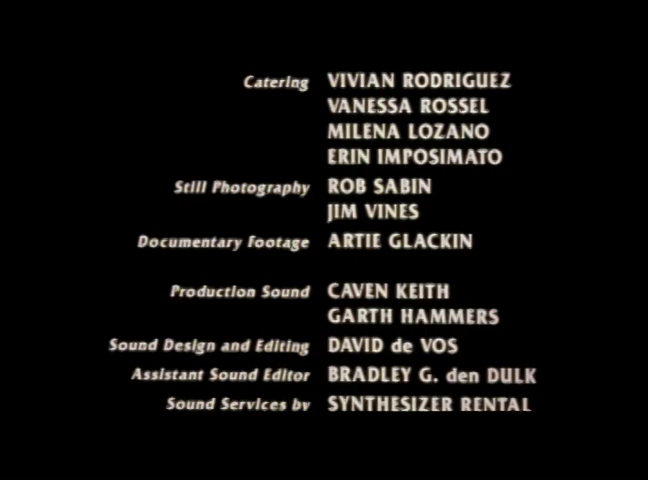 Catering VIVIAN RODRIGUEZ
VANESSA ROSSEL
MILENA LOZANO
ERIN IMPOSIMATO
Still Photography ROB SABIN
JIM VINES
Documentary Footage ARTIE GLACKIN
Production Sound CAVEN KEITH
GARTH HAMMERS
Sound Design and Editing DAVID de VOS
Assistant Sound Editor BRADLEY G. den DULK
Sound Services by SYNTHESIZER RENTAL